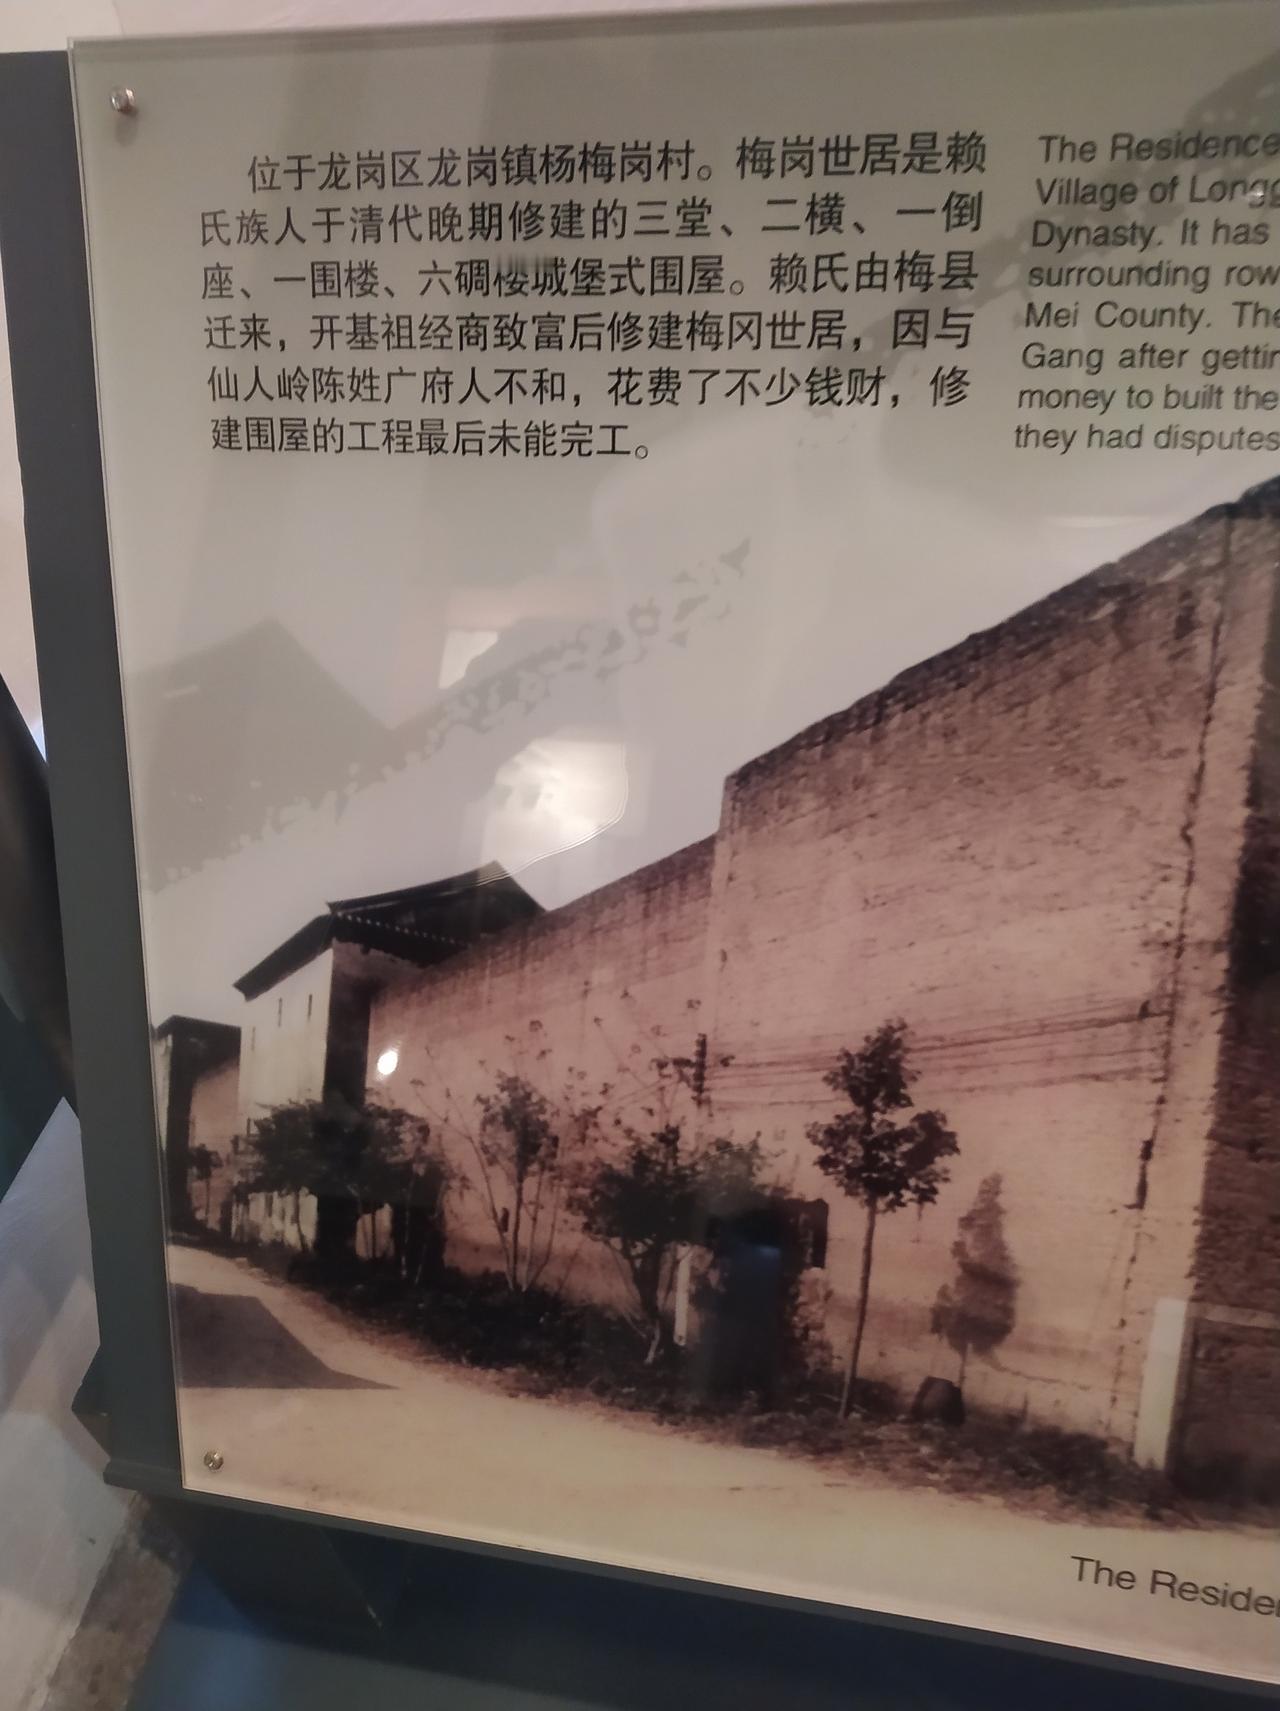 位于龙岗区龙岗镇杨梅岗村。梅岗世居是赖
氏族人于清代晚期修建的三堂、二横、一倒
座、一围楼、六碉楼城堡式围屋。赖氏由梅县
迁来，开基祖经商致富后修建梅冈世居，因与
仙人岭陈姓广府人不和，花费了不少钱财，修
建围屋的工程最后未能完工。
The Residence
Village of Longg
Dynasty. It has
surrounding row
Mei County. The
Gang after gettin
money to built the
they had disputes
The Residen